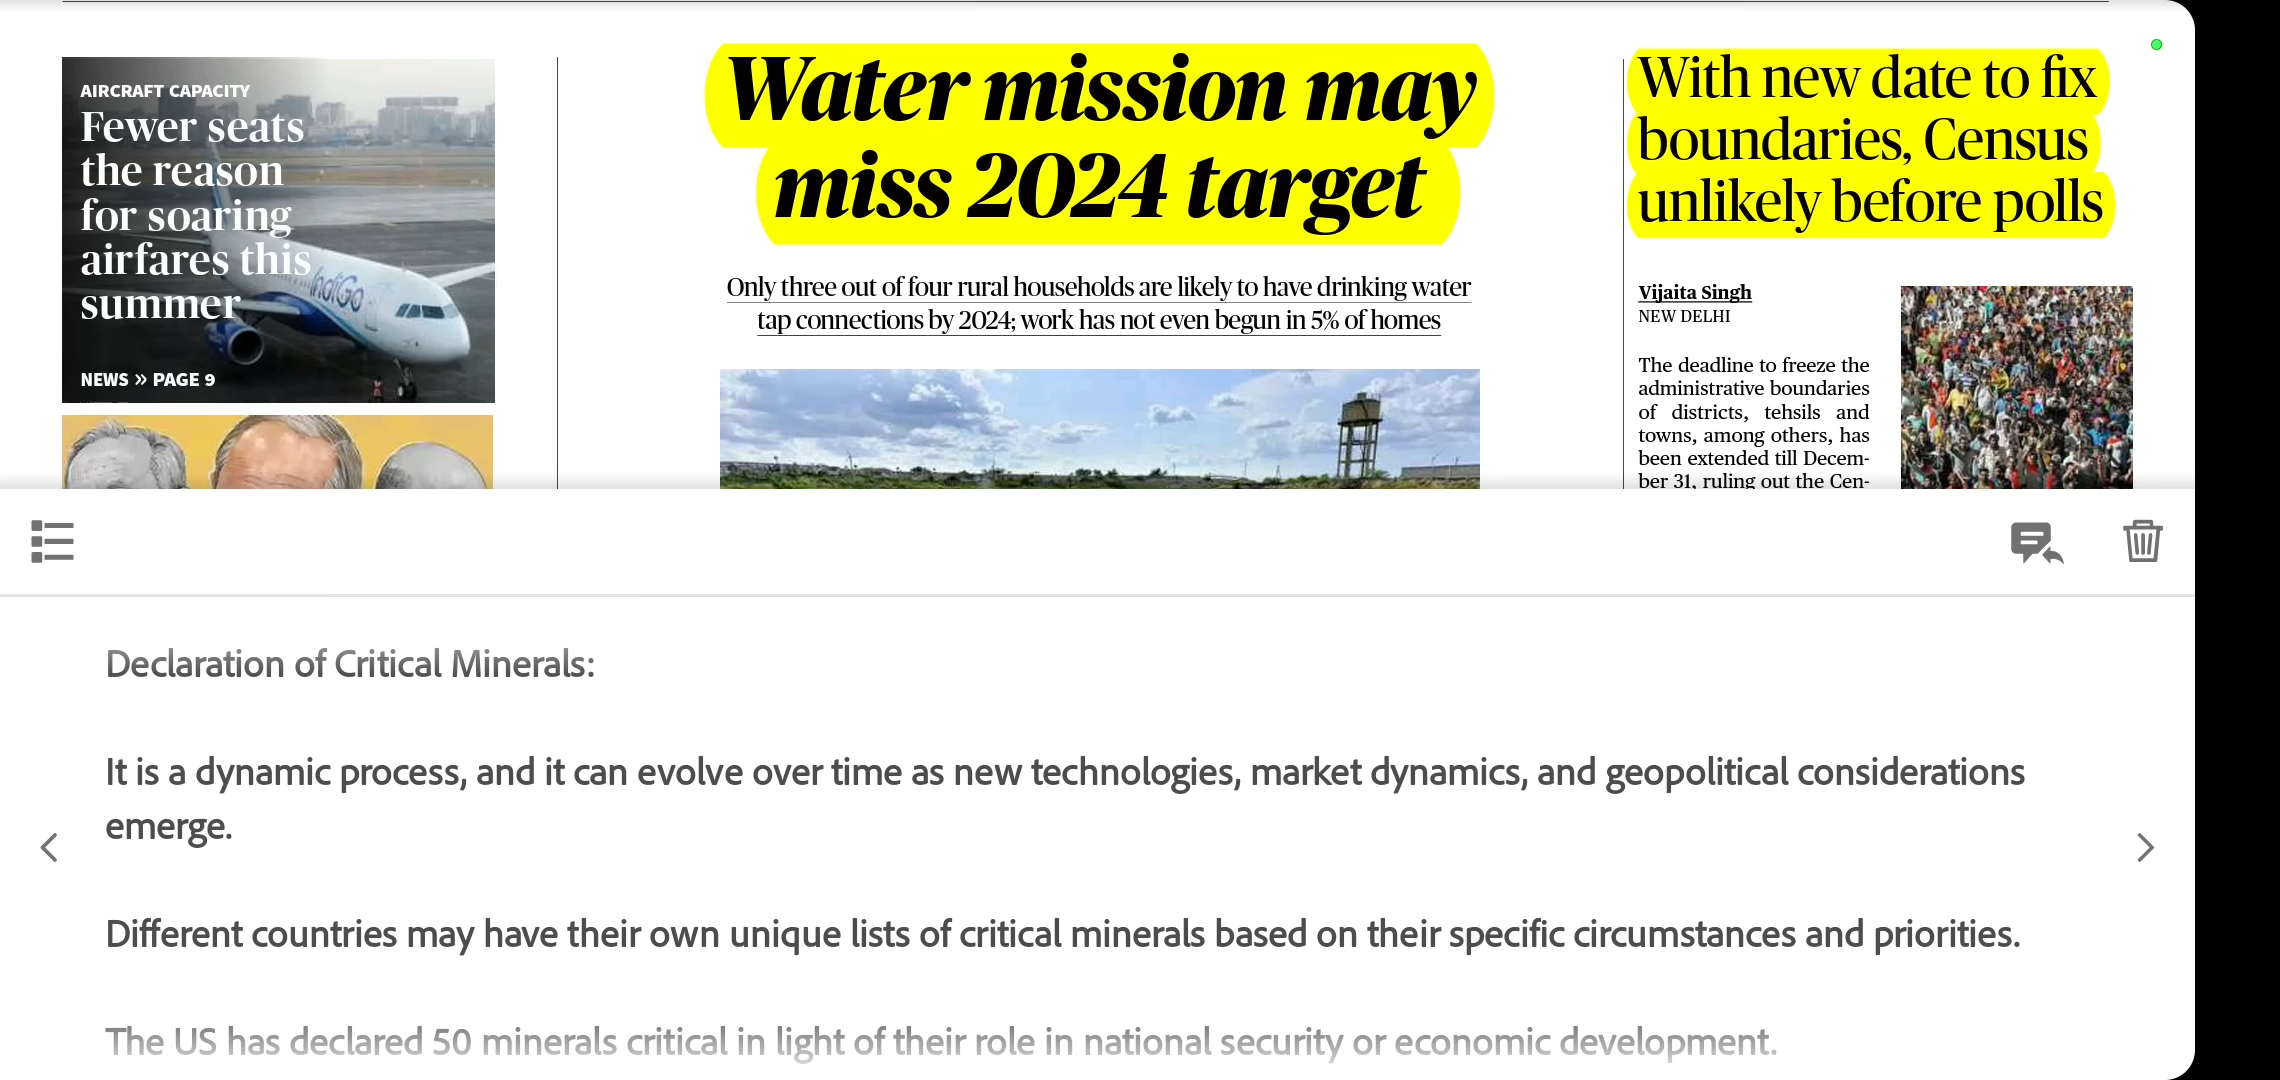 AIRCRAFT CAPACITY
Fewer seats
the reason
for soaring
airfares this
summer
IndiGo
NEWS » PAGE 9
Water mission may
miss 2024 target
Only three out of four rural households are likely to have drinking water
tap connections by 2024; work has not even begun in 5% of homes
With new date to fix
boundaries, Census
unlikely before polls
Vijaita Singh
NEW DELHI
The deadline to freeze the
administrative boundaries
of districts, tehsils and
towns, among others, has
been extended till Decem-
ber 31, ruling out the Cen-
Declaration of Critical Minerals:
It is a dynamic process, and it can evolve over time as new technologies, market dynamics, and geopolitical considerations
emerge.
Different countries may have their own unique lists of critical minerals based on their specific circumstances and priorities.
The US has declared 50 minerals critical in light of their role in national security or economic development.